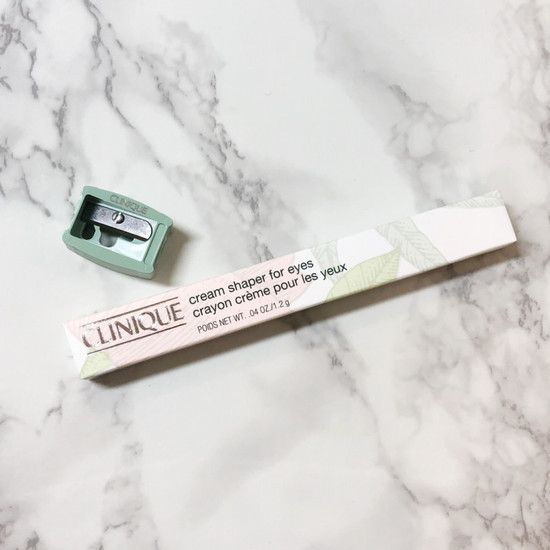 CLINIQUE
CLINIQUE
cream shaper for eyes
crayon crème pour les yeux
POIDS NET WT. .04 OZ./1.2 g